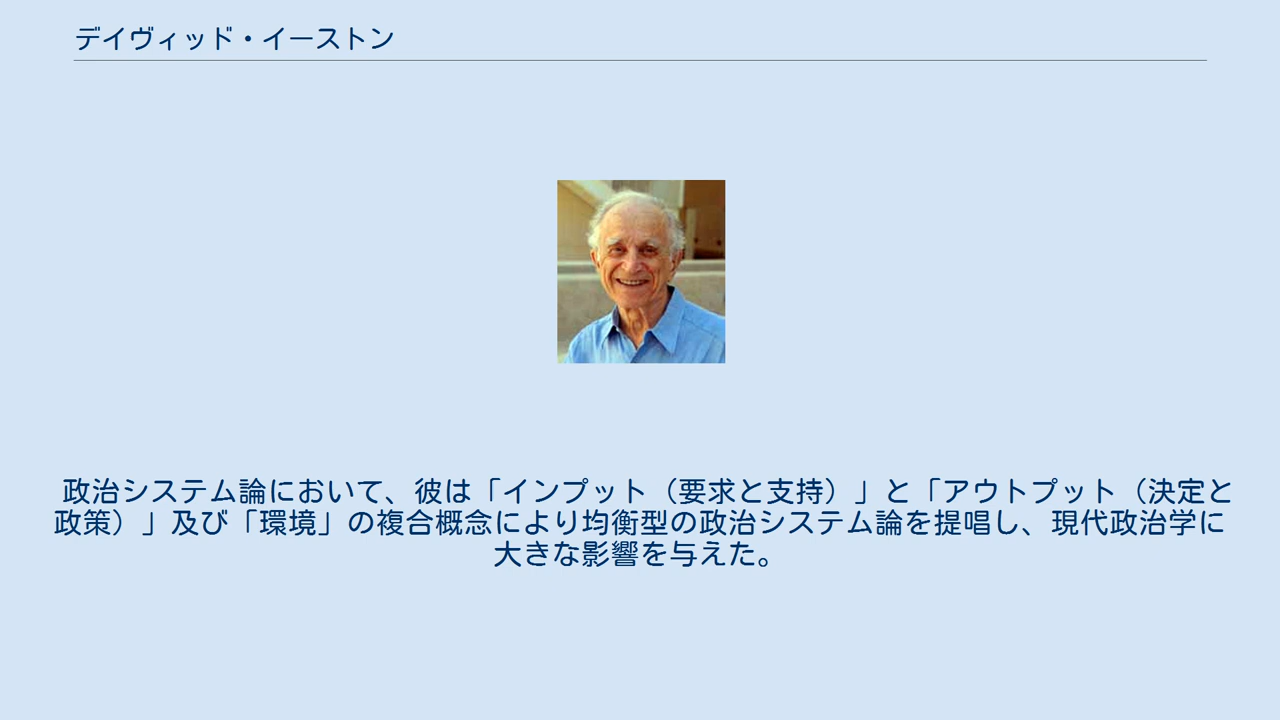 デイヴィッド・イーストン
政治システム論において、彼は「インプット（要求と支持）」と「アウトプット（決定と
政策）」及び「環境」の複合概念により均衡型の政治システム論を提唱し、現代政治学に
大きな影響を与えた。